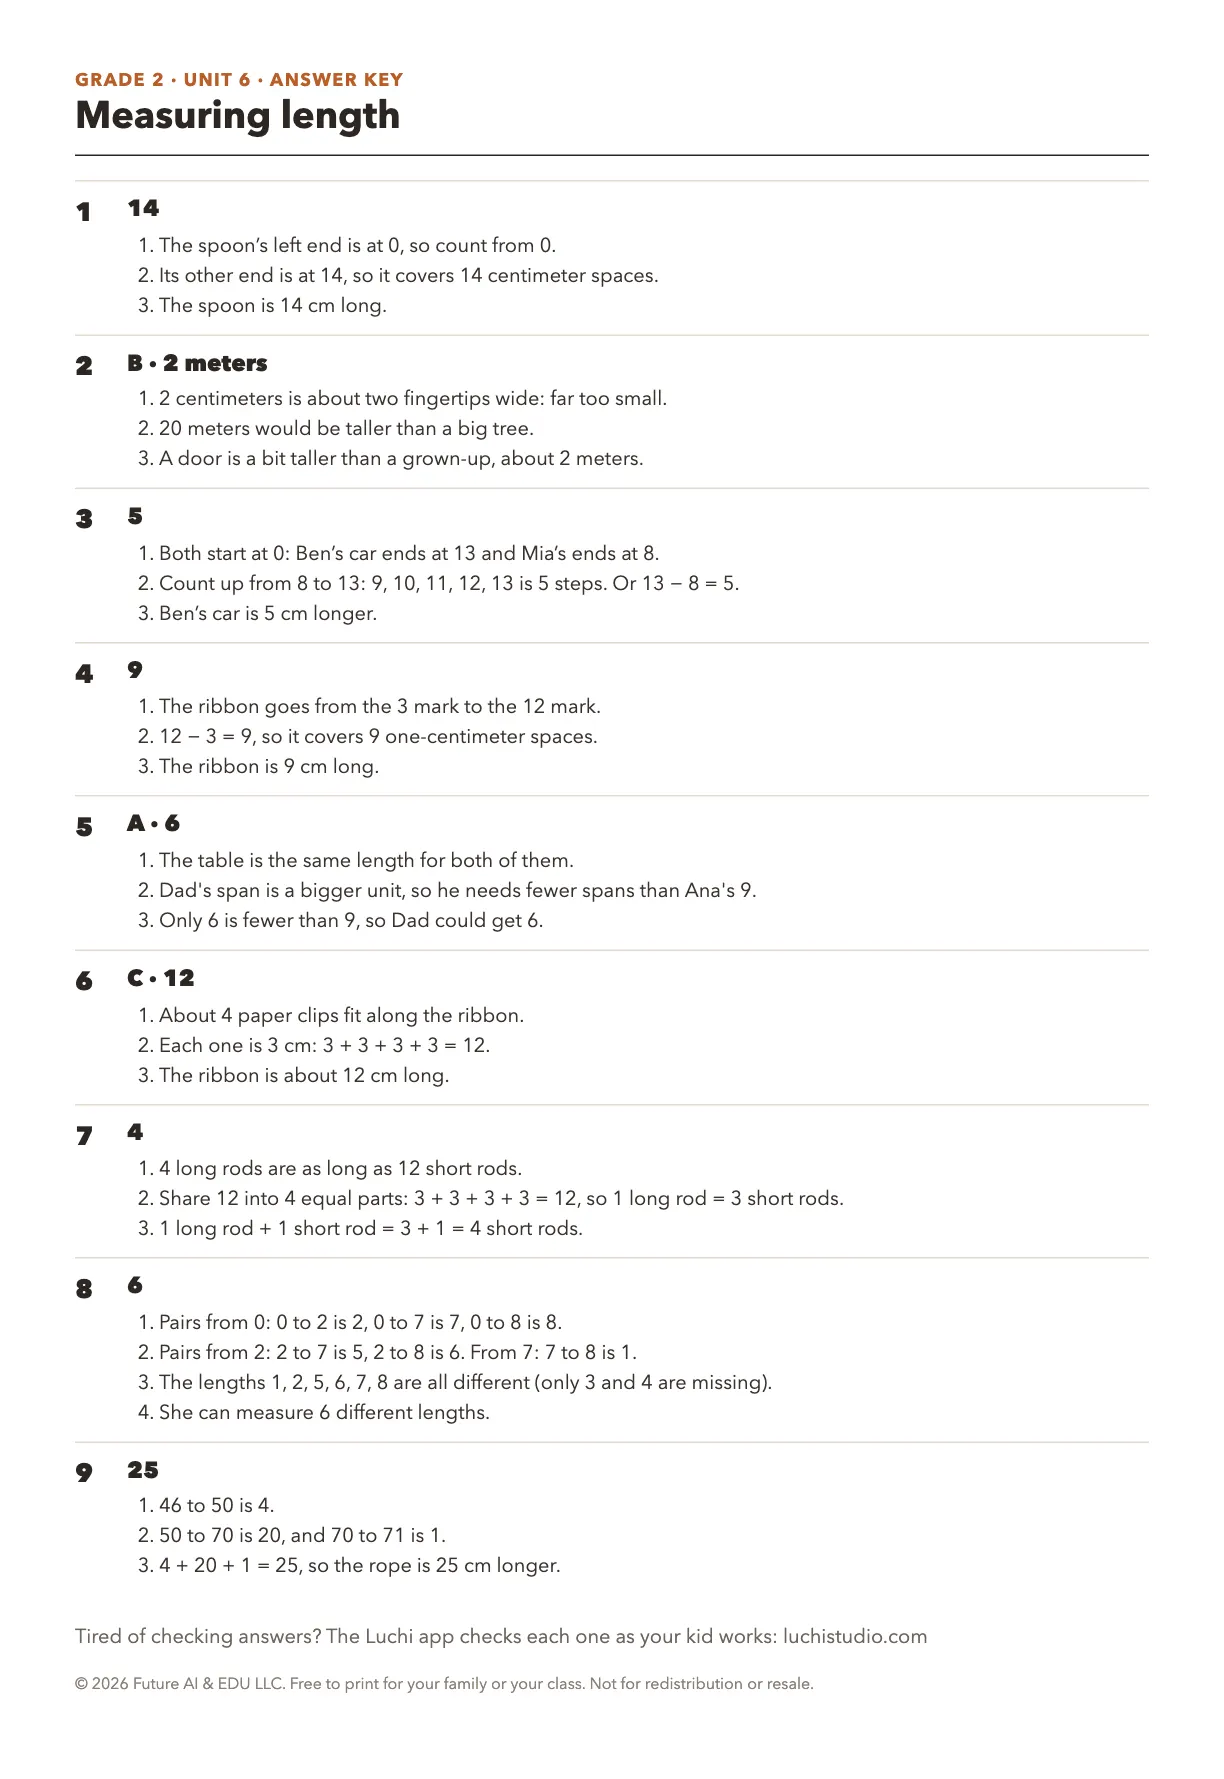 GRADE 2 · UNIT 6 · ANSWER KEY
Measuring length
1 14
1. The spoon’s left end is at 0, so count from 0.
2. Its other end is at 14, so it covers 14 centimeter spaces.
3. The spoon is 14 cm long.
2 B · 2 meters
1. 2 centimeters is about two fingertips wide: far too small.
2. 20 meters would be taller than a big tree.
3. A door is a bit taller than a grown-up, about 2 meters.
3 5
1. Both start at 0: Ben’s car ends at 13 and Mia’s ends at 8.
2. Count up from 8 to 13: 9, 10, 11, 12, 13 is 5 steps. Or 13 − 8 = 5.
3. Ben’s car is 5 cm longer.
4 9
1. The ribbon goes from the 3 mark to the 12 mark.
2. 12 − 3 = 9, so it covers 9 one-centimeter spaces.
3. The ribbon is 9 cm long.
5 A · 6
1. The table is the same length for both of them.
2. Dad's span is a bigger unit, so he needs fewer spans than Ana's 9.
3. Only 6 is fewer than 9, so Dad could get 6.
6 C · 12
1. About 4 paper clips fit along the ribbon.
2. Each one is 3 cm: 3 + 3 + 3 + 3 = 12.
3. The ribbon is about 12 cm long.
7 4
1. 4 long rods are as long as 12 short rods.
2. Share 12 into 4 equal parts: 3 + 3 + 3 + 3 = 12, so 1 long rod = 3 short rods.
3. 1 long rod + 1 short rod = 3 + 1 = 4 short rods.
8 6
1. Pairs from 0: 0 to 2 is 2, 0 to 7 is 7, 0 to 8 is 8.
2. Pairs from 2: 2 to 7 is 5, 2 to 8 is 6. From 7: 7 to 8 is 1.
3. The lengths 1, 2, 5, 6, 7, 8 are all different (only 3 and 4 are missing).
4. She can measure 6 different lengths.
9 25
1. 46 to 50 is 4.
2. 50 to 70 is 20, and 70 to 71 is 1.
3. 4 + 20 + 1 = 25, so the rope is 25 cm longer.
Tired of checking answers? The Luchi app checks each one as your kid works: luchistudio.com
© 2026 Future AI & EDU LLC. Free to print for your family or your class. Not for redistribution or resale.